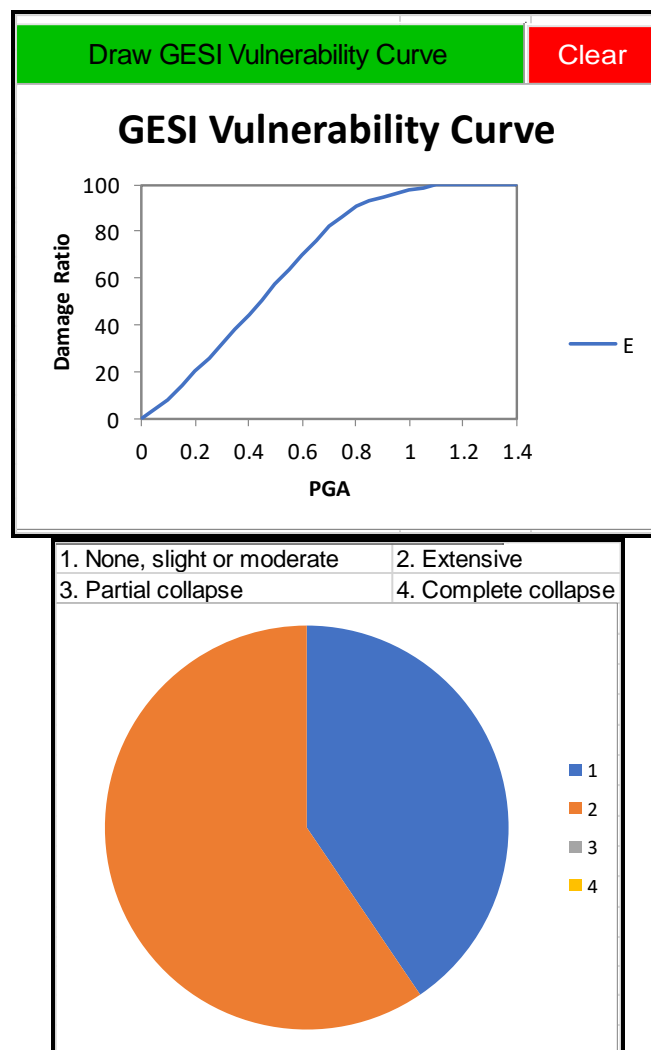 Draw GESI Vulnerability Curve Clear
GESI Vulnerability Curve
100
80
60
40
20
0
Damage Ratio
E
0 0.2 0.4 0.6 0.8 1 1.2 1.4
PGA
1. None, slight or moderate 2. Extensive
3. Partial collapse 4. Complete collapse
1
2
3
4